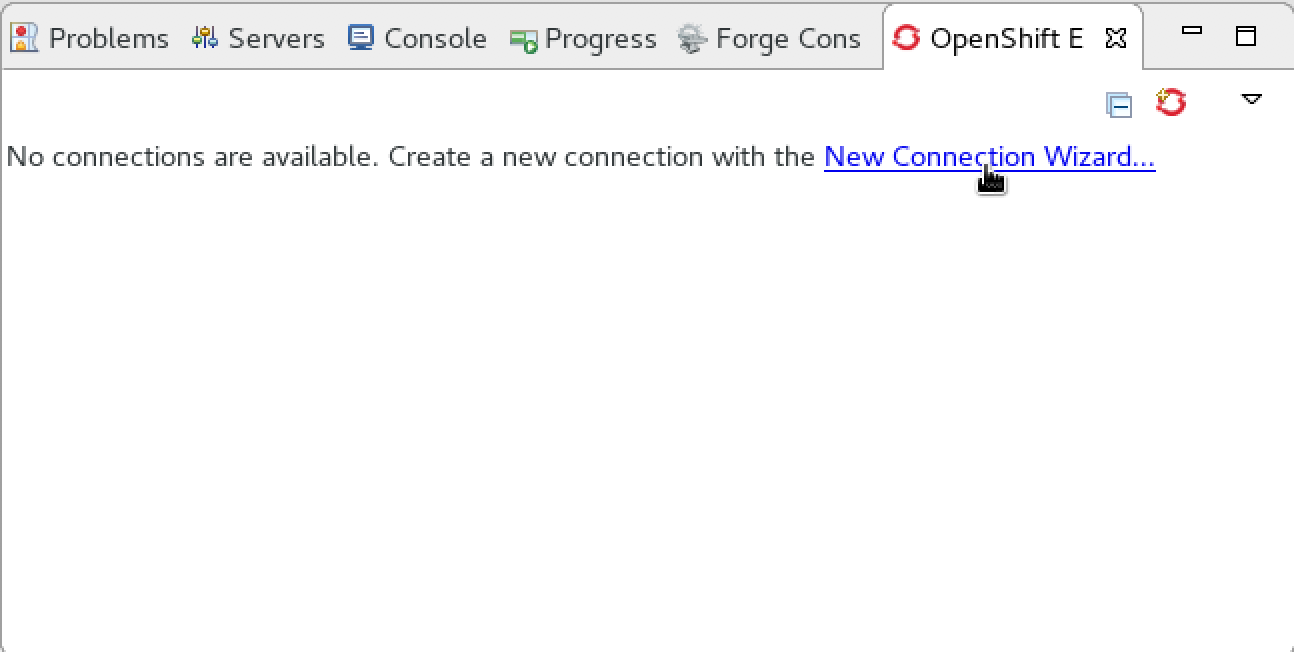 Problems Servers Console Progress Forge Cons OpenShift E
No connections are available. Create a new connection with the New Connection Wizard...